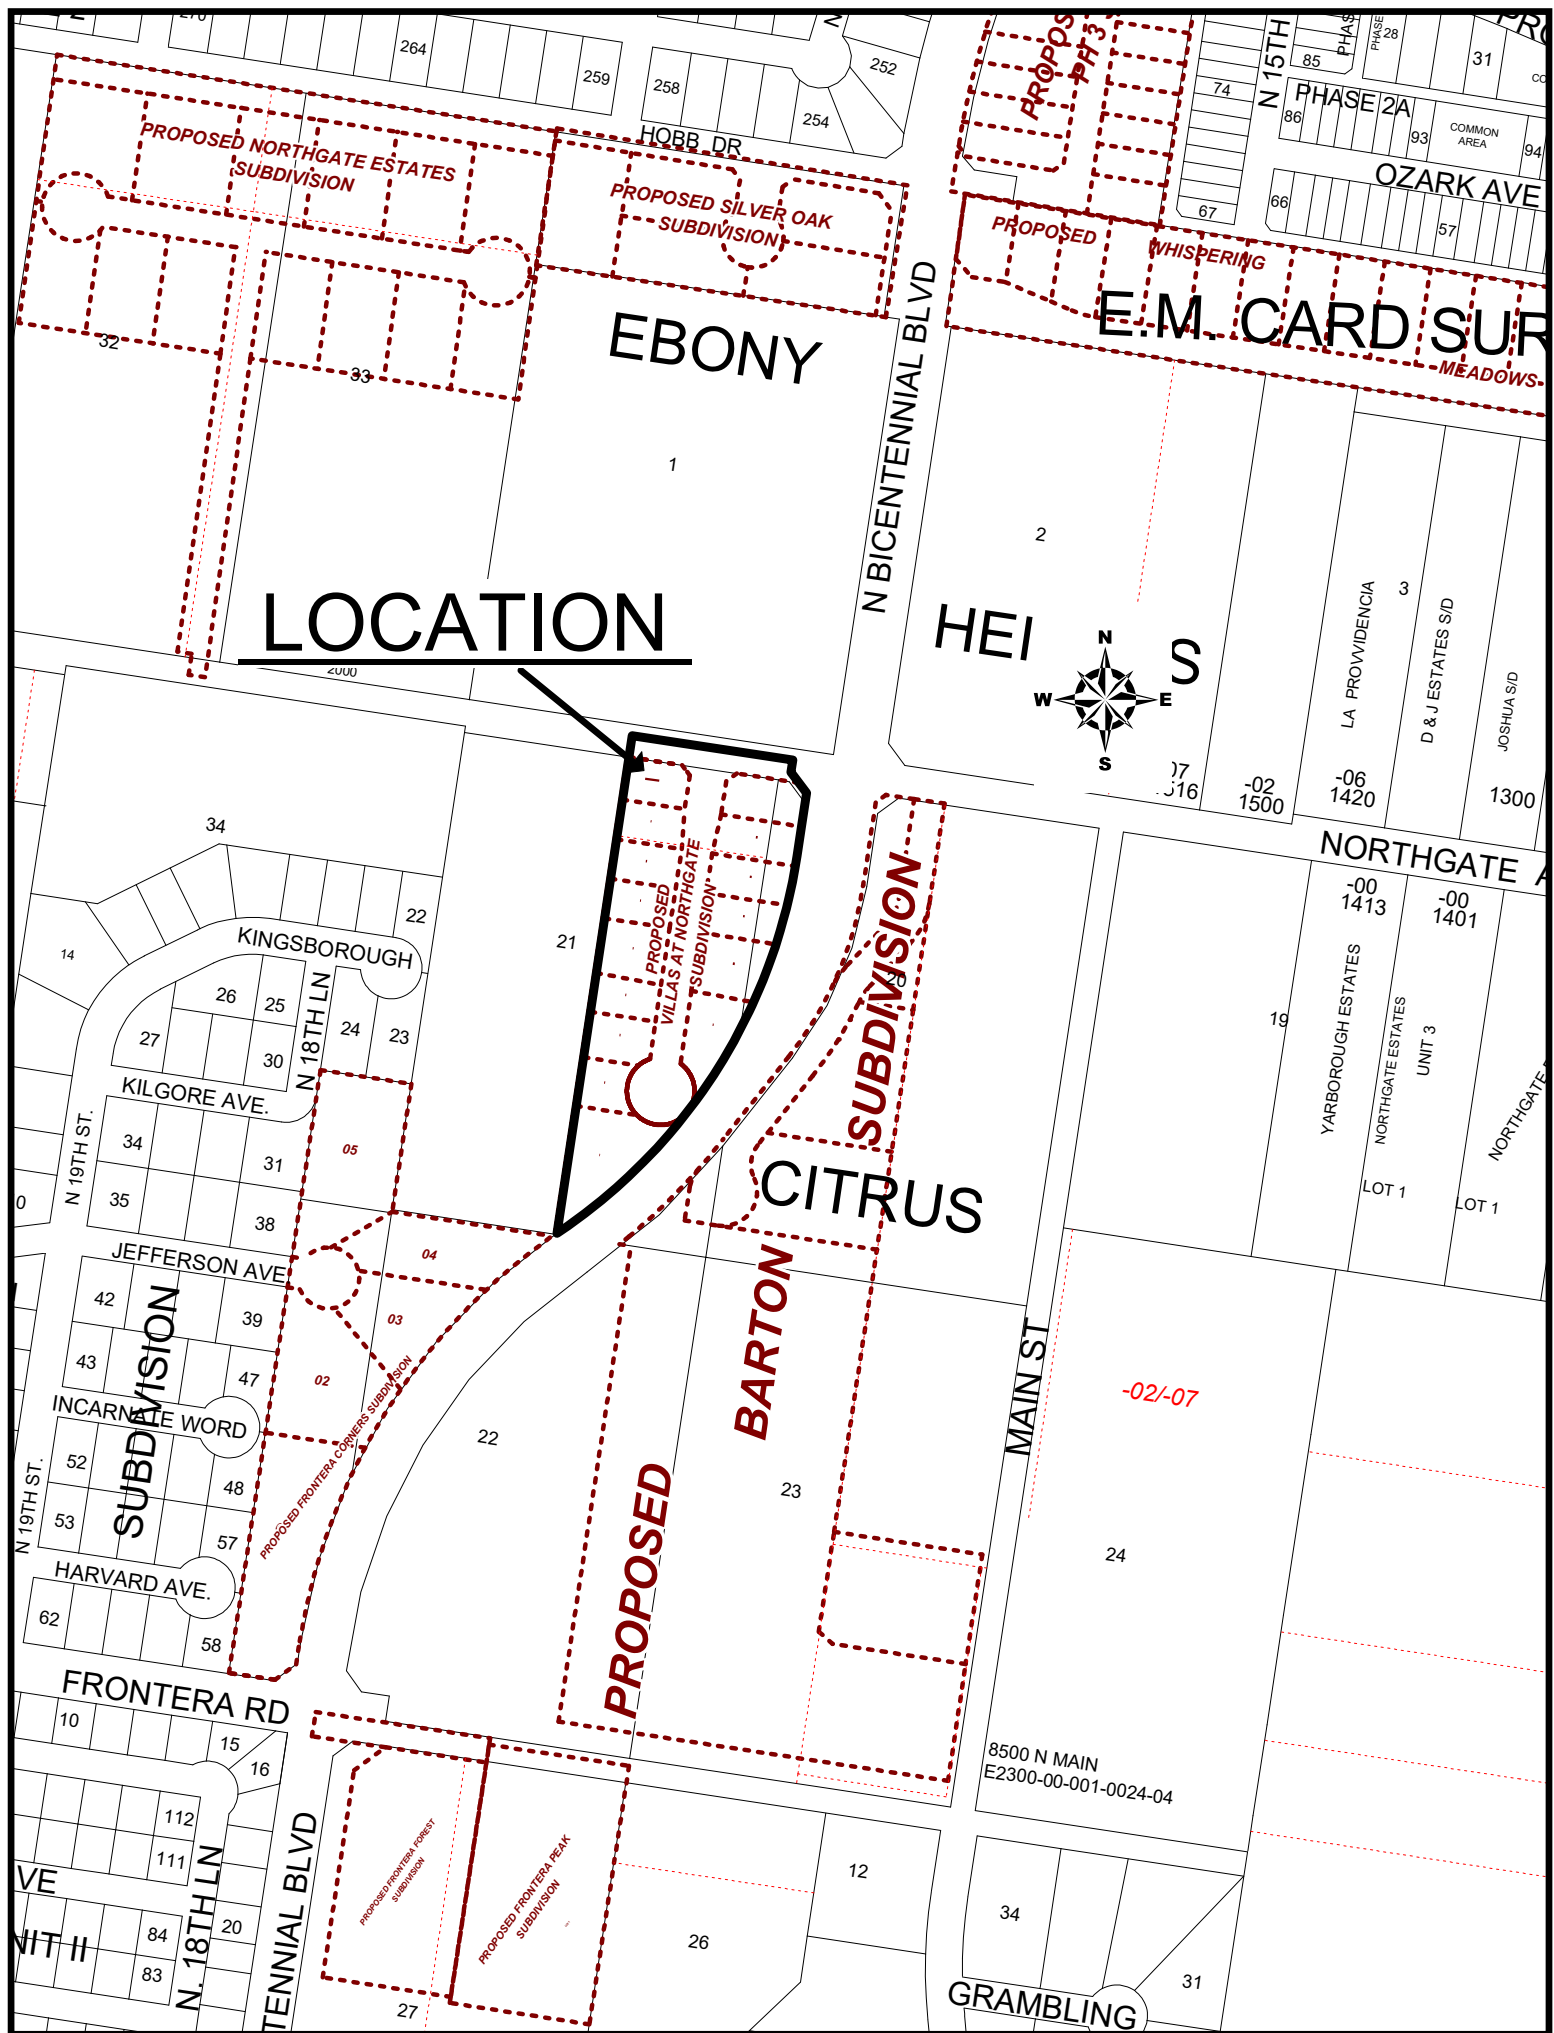 264
259
258
254
252
HOBB DR
PROPOSED NORTHGATE ESTATES
SUBDIVISION
PROPOSED SILVER OAK
SUBDIVISION
N 15TH
74
67
85
28
31
PHASE 2A
86
93
COMMON
AREA
94
OZARK AVE
66
57
PROPOSED
WHISPERING
MEADOWS
E.M. CARD SUR
EBONY
32
33
1
N BICENTENNIAL BLVD
2
3
HEI
S
N
W
E
S
LA PROVIDENCIA
D & J ESTATES S/D
JOSHUA S/D
LOCATION
2000
-02
1500
-06
1420
1300
NORTHGATE
-00
1413
-00
1401
34
22
14
KINGSBOROUGH
21
PROPOSED
VILLAS AT NORTHGATE
SUBDIVISION
26
25
24
23
27
30
N 18TH LN
KILGORE AVE.
N 19TH ST.
34
31
35
38
0
05
20
19
YARBOROUGH ESTATES
NORTHGATE ESTATES
UNIT 3
NORTHGATE
LOT 1
LOT 1
CITRUS
JEFFERSON AVE
42
39
43
47
04
03
02
PROPOSED FRONTERA CORNERS SUBDIVISION
INCARNATE WORD
SUBDIVISION
52
48
53
57
N 19TH ST.
HARVARD AVE.
62
58
22
23
PROPOSED
BARTON
SUBDIVISION
MAIN ST
-02/-07
24
FRONTERA RD
10
15
16
8500 N MAIN
E2300-00-001-0024-04
112
111
VE
84
83
NIT II
N. 18TH LN
20
TENNIAL BLVD
PROPOSED FRONTERA FOREST
SUBDIVISION
PROPOSED FRONTERA PEAK
SUBDIVISION
27
26
12
34
31
GRAMBLING